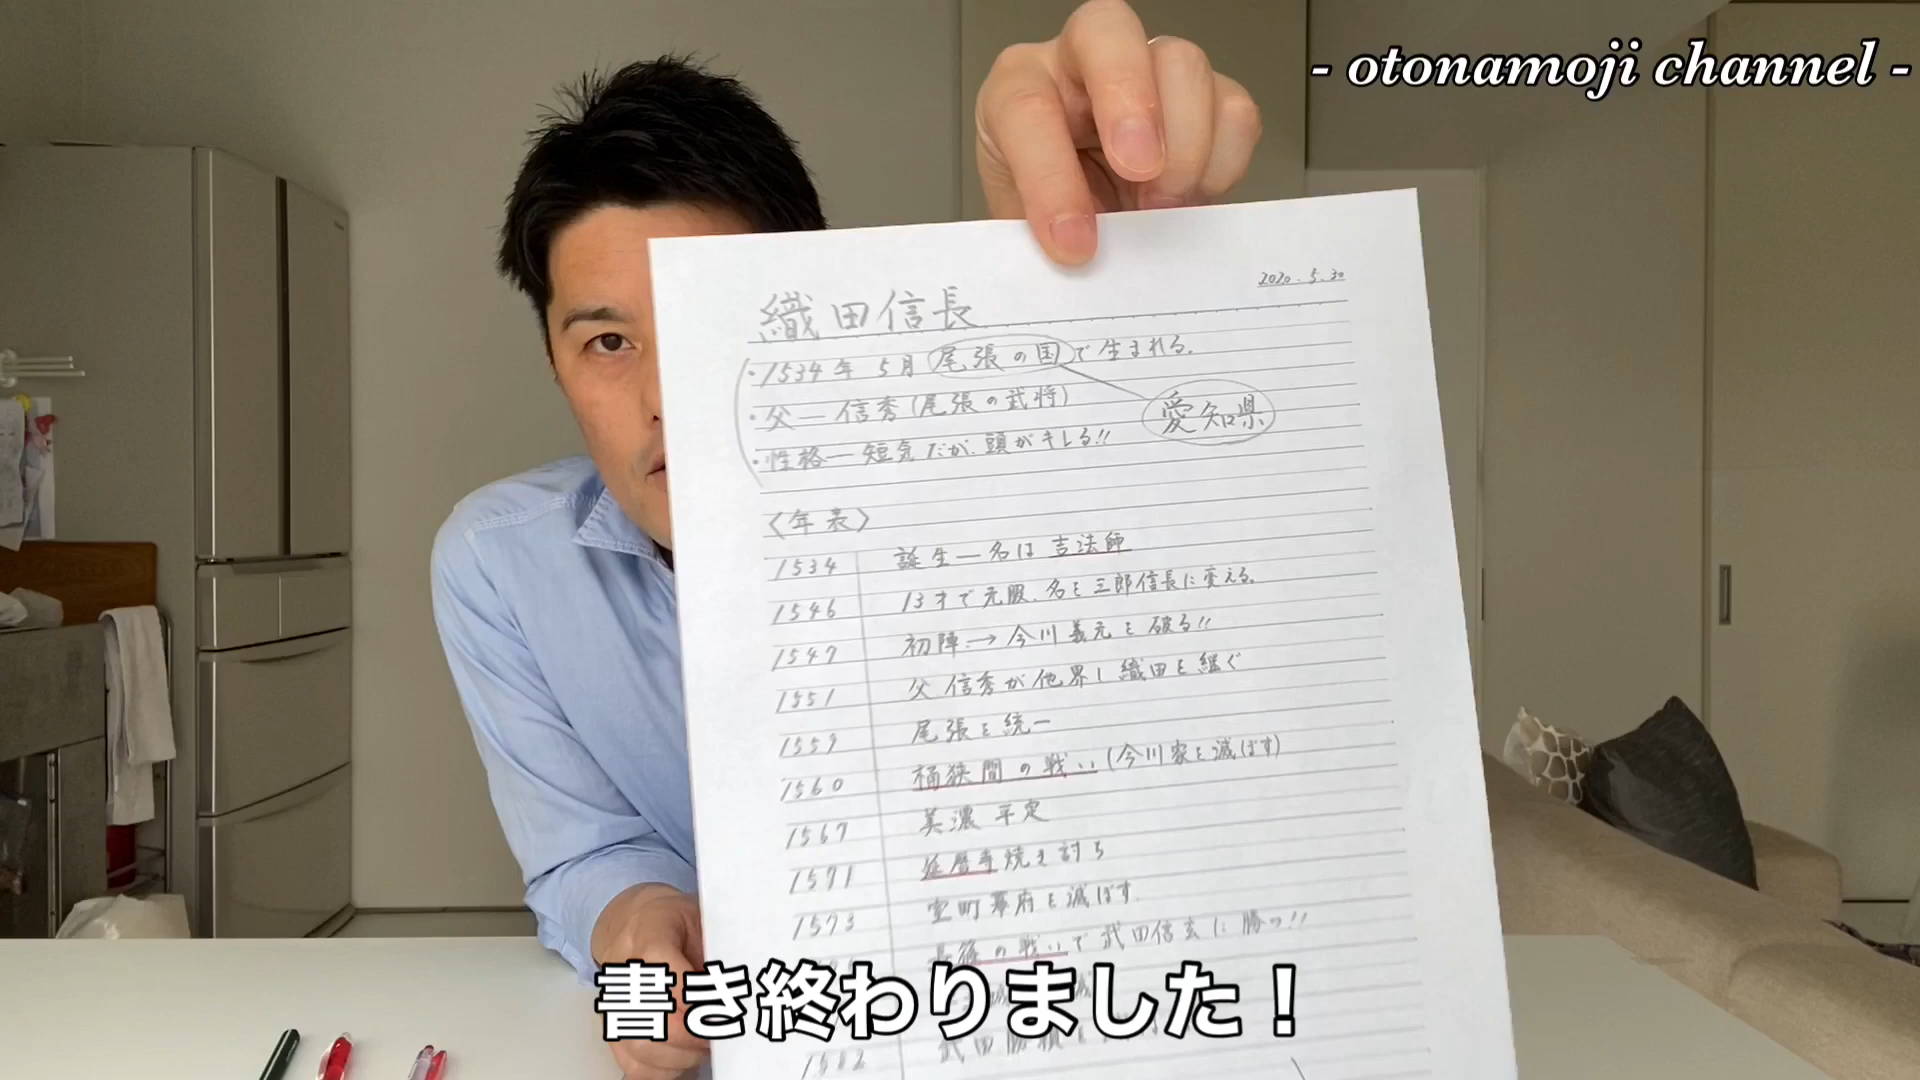 - otonamoji channel -
2020.5.30
織田信長
・1534年 5月 尾張の国で生まれる。
愛知県
・父 ― 信秀(尾張の武将)
・性格 ― 短気だが、頭がキレる!!
〈年表〉
1534 誕生 ― 名は 吉法師
1546 13才で元服、名を三郎信長に変える。
1547 初陣 → 今川義元を破る!!
1551 父 信秀が他界し織田を継ぐ
1559 尾張を統一
1560 桶狭間の戦い(今川家を滅ぼす)
1567 美濃平定
1571 延暦寺焼き討ち
1573 室町幕府を滅ぼす。
長篠の戦いで武田信玄に勝つ!!
1582 武田勝頼
書き終わりました!